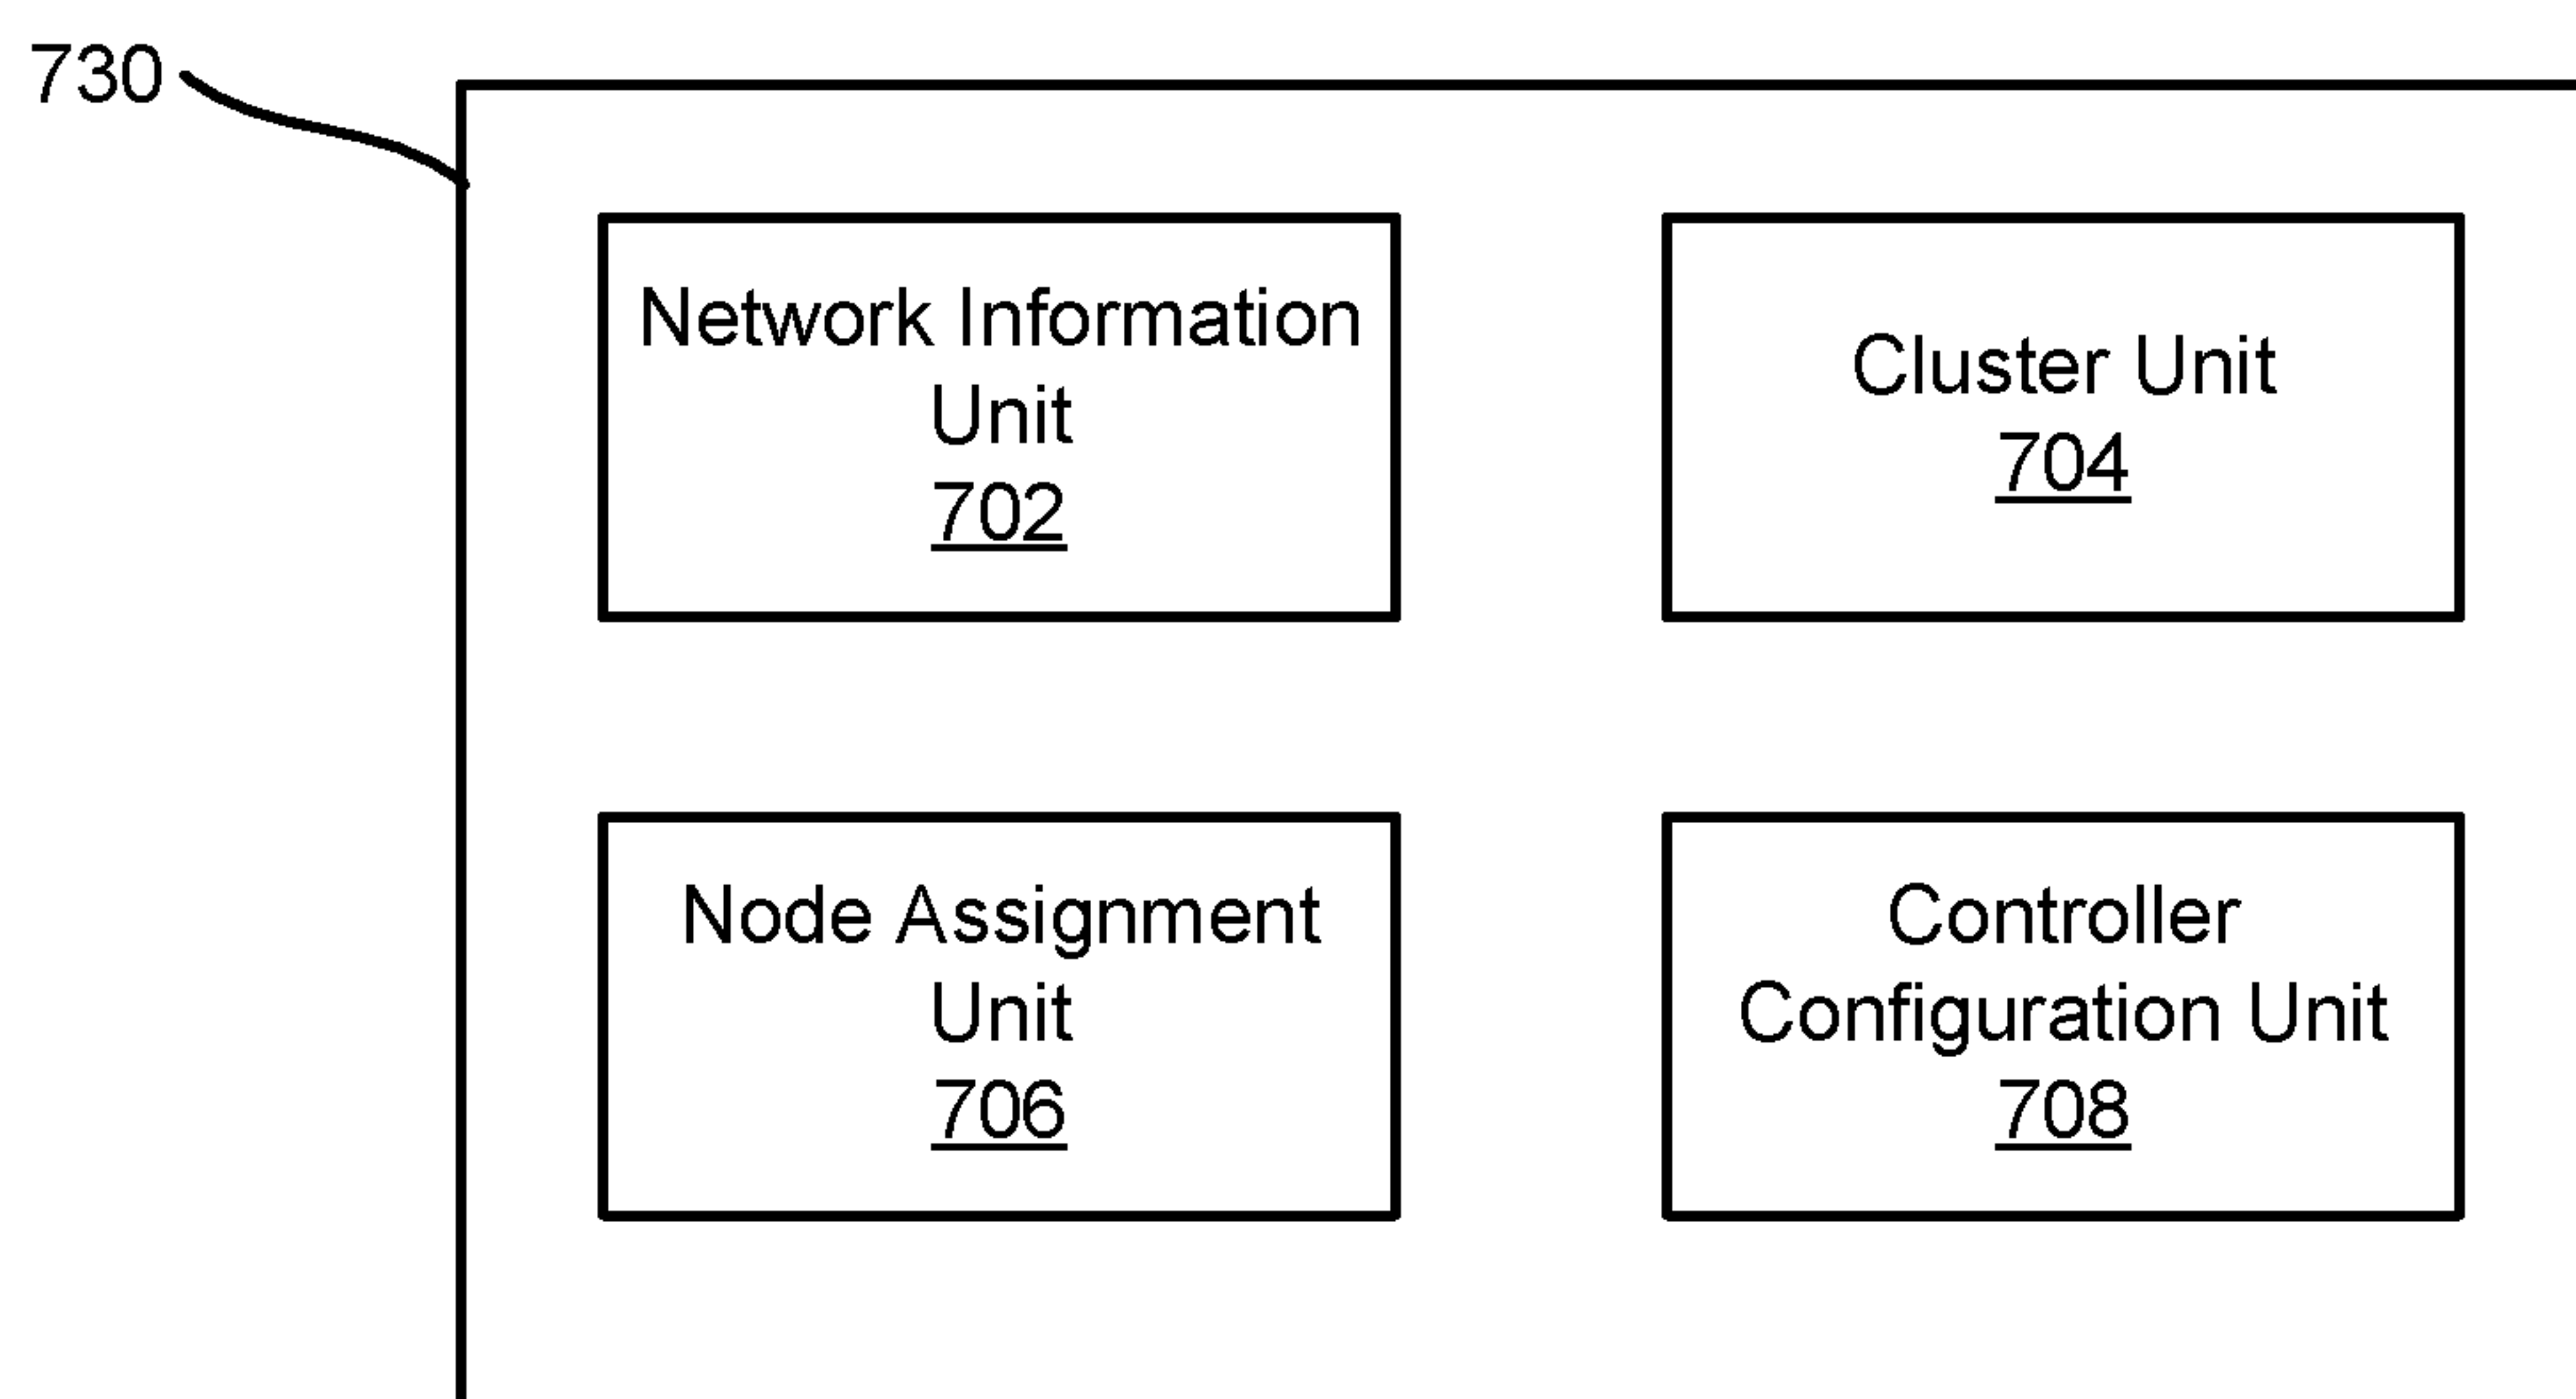 730
Network Information
Unit
702
Cluster Unit
704
Node Assignment
Unit
706
Controller
Configuration Unit
708